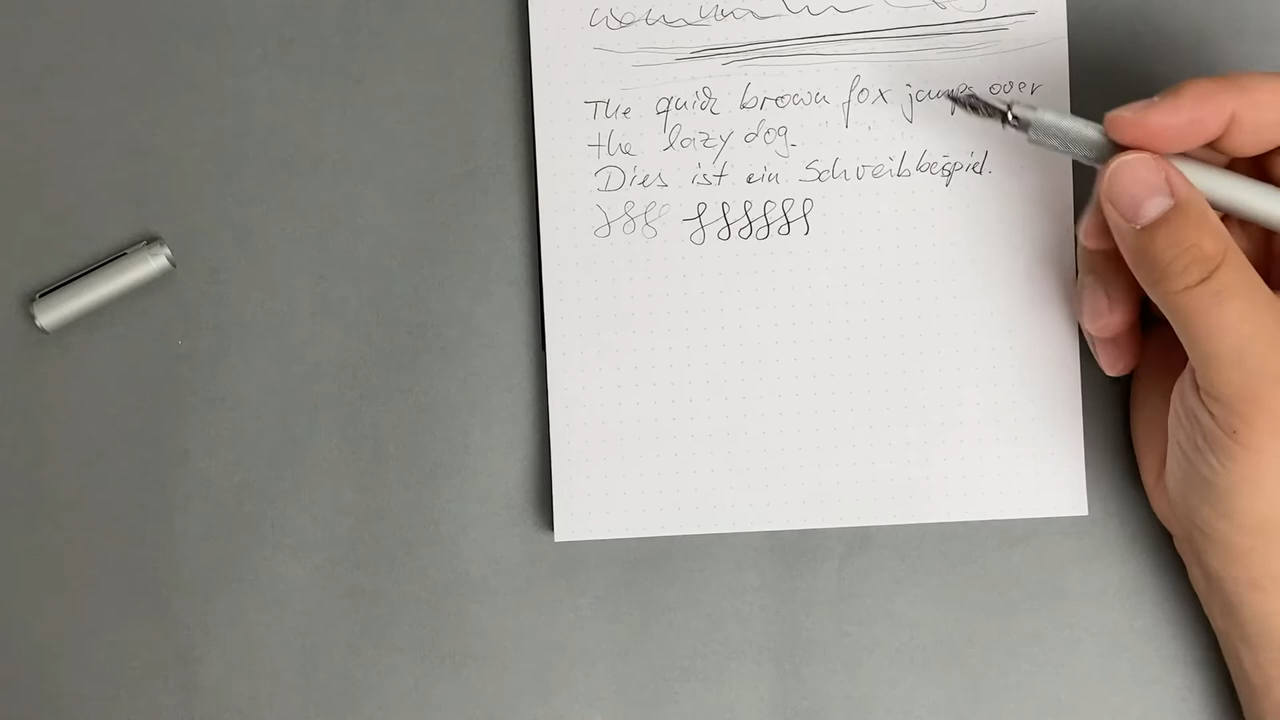 The quick brown fox jumps over
the lazy dog.
Dies ist ein Schreibbeispiel.